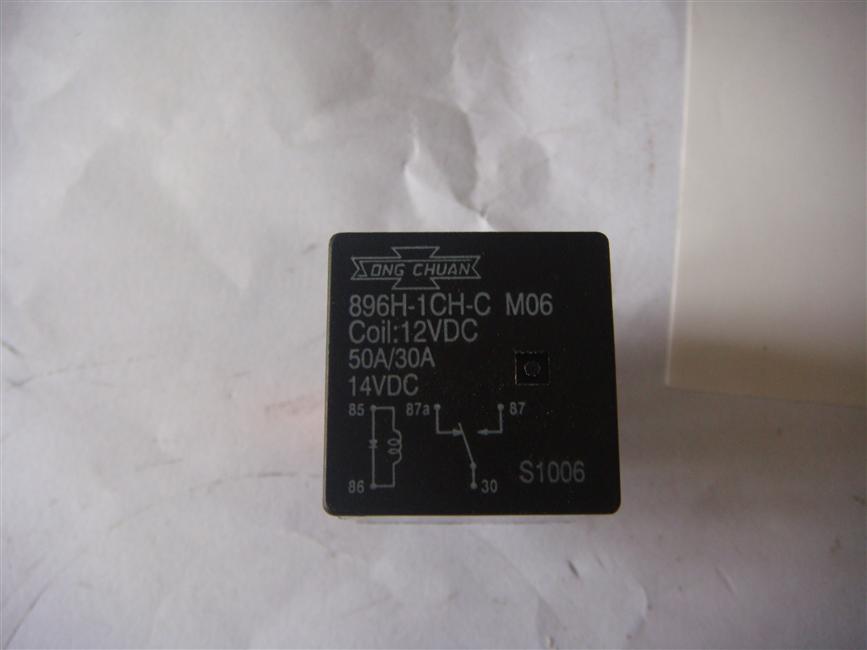 SONG CHUAN
896H-1CH-C M06
Coil:12VDC
50A/30A
14VDC
85 87a 87
86 30 S1006